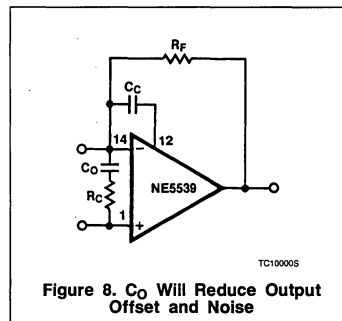 RF
CC
14
12
CO
NE5539
RC
1
TC10000S
Figure 8. CO Will Reduce Output
Offset and Noise